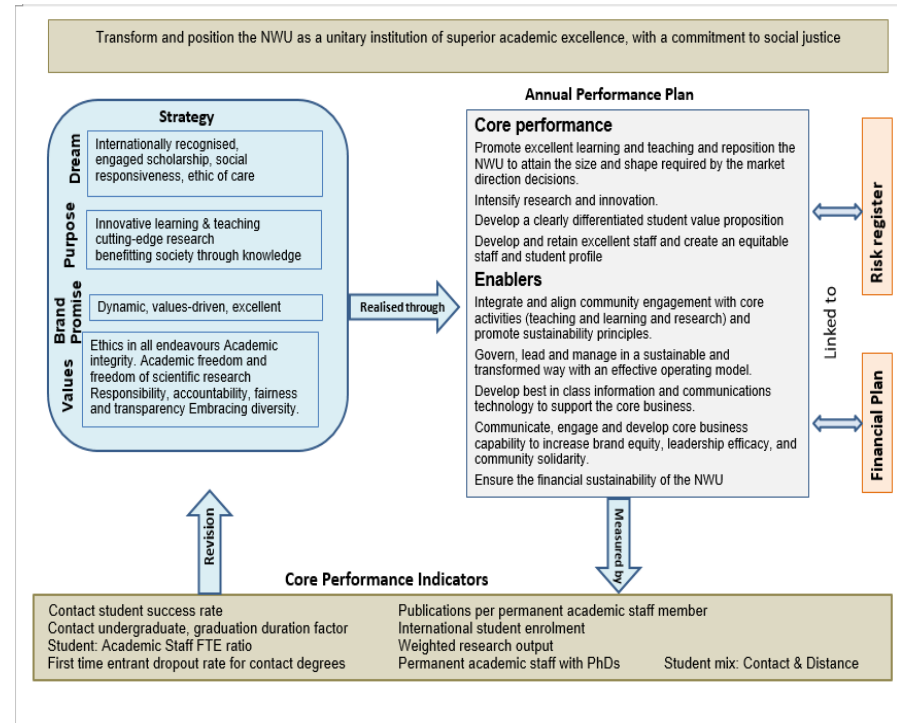 Transform and position the NWU as a unitary institution of superior academic excellence, with a commitment to social justice
Strategy
Dream
Internationally recognised,
engaged scholarship, social
responsiveness, ethic of care
Purpose
Innovative learning & teaching
cutting-edge research
benefitting society through knowledge
Brand
Promise
Dynamic, values-driven, excellent
Values
Ethics in all endeavours Academic
integrity. Academic freedom and
freedom of scientific research
Responsibility, accountability, fairness
and transparency Embracing diversity.
Realised through
Annual Performance Plan
Core performance
Promote excellent learning and teaching and reposition the
NWU to attain the size and shape required by the market
direction decisions.
Intensify research and innovation.
Develop a clearly differentiated student value proposition
Develop and retain excellent staff and create an equitable
staff and student profile
Enablers
Integrate and align community engagement with core
activities (teaching and learning and research) and
promote sustainability principles.
Govern, lead and manage in a sustainable and
transformed way with an effective operating model.
Develop best in class information and communications
technology to support the core business.
Communicate, engage and develop core business
capability to increase brand equity, leadership efficacy, and
community solidarity.
Ensure the financial sustainability of the NWU
Linked to
Risk register
Financial Plan
Measured by
Revision
Core Performance Indicators
Contact student success rate
Contact undergraduate, graduation duration factor
Student: Academic Staff FTE ratio
First time entrant dropout rate for contact degrees
Publications per permanent academic staff member
International student enrolment
Weighted research output
Permanent academic staff with PhDs
Student mix: Contact & Distance